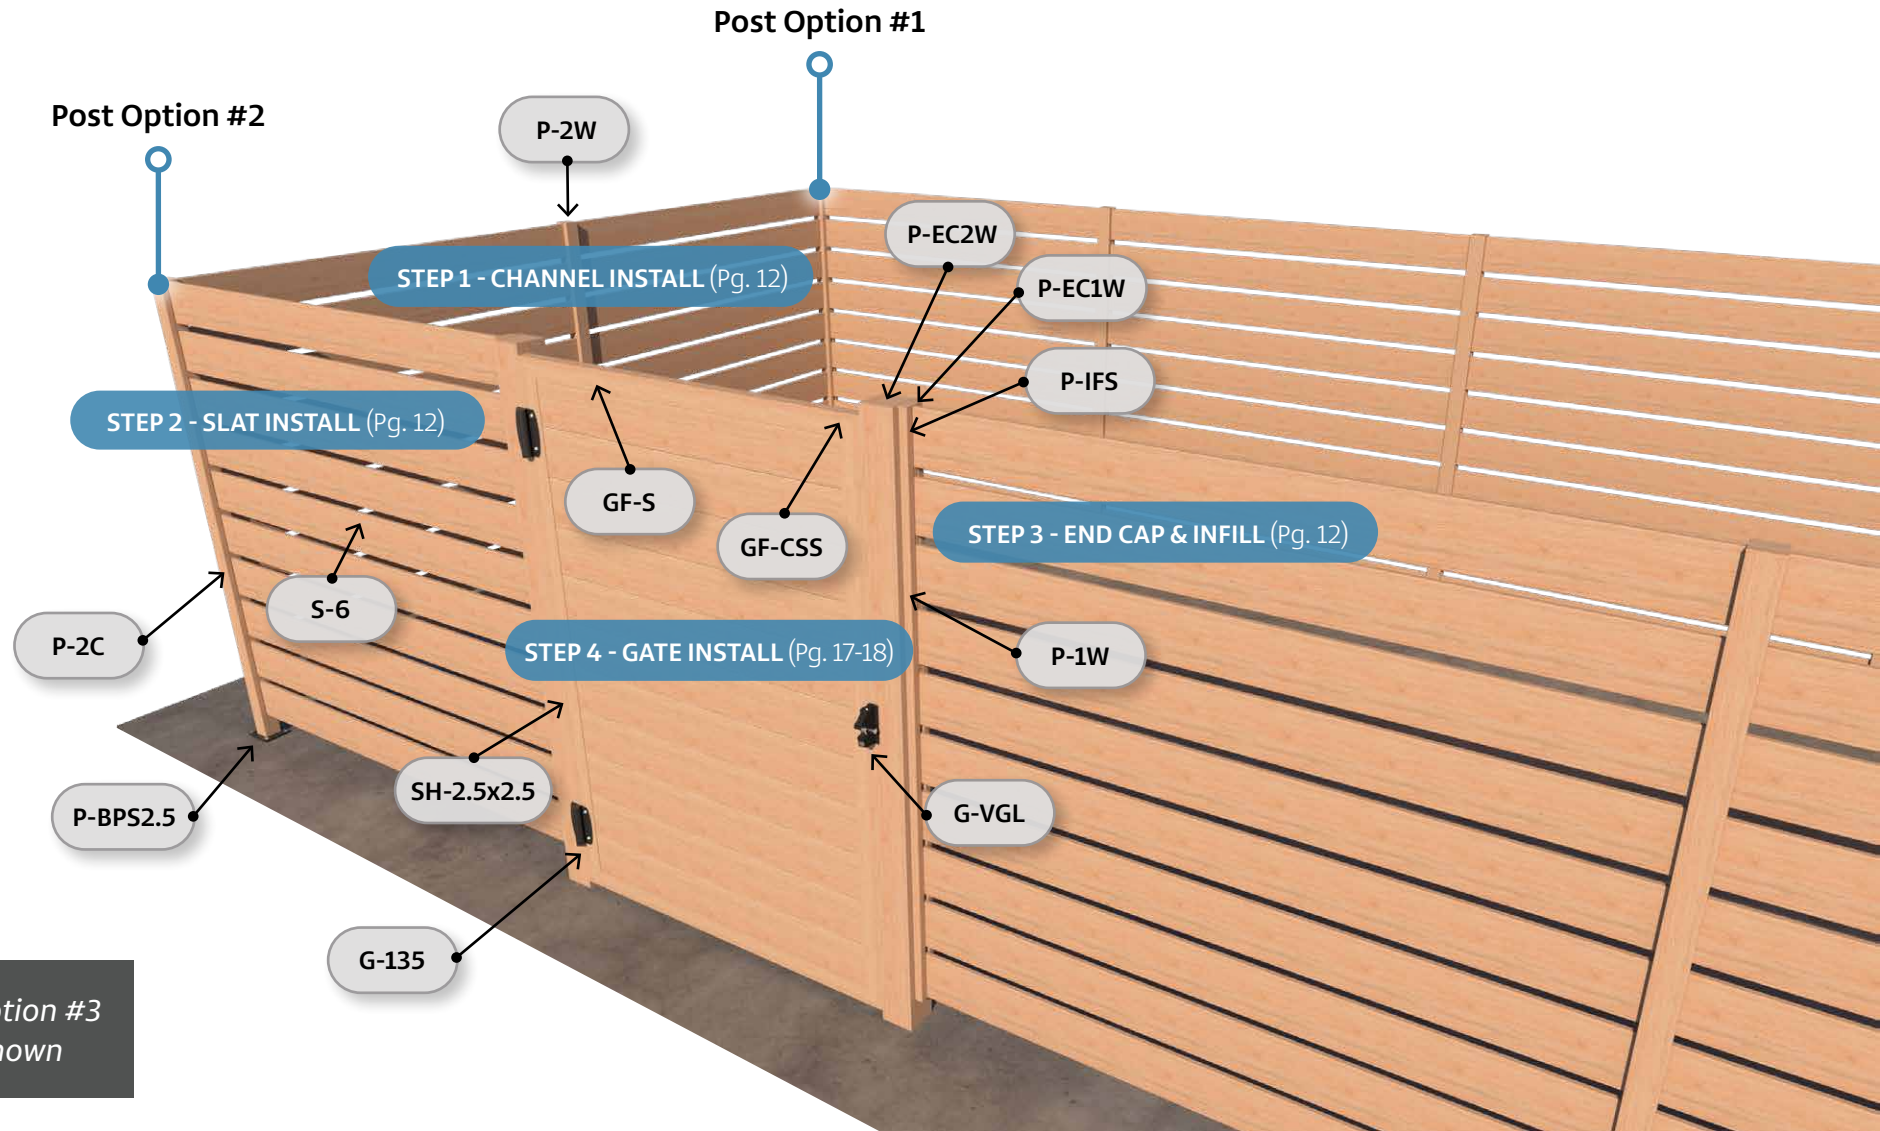 Post Option #1
Post Option #2
P-2W
P-EC2W
STEP 1 - CHANNEL INSTALL (Pg. 12)
P-EC1W
P-IFS
STEP 2 - SLAT INSTALL (Pg. 12)
GF-S
GF-CSS
STEP 3 - END CAP & INFILL (Pg. 12)
S-6
P-2C
STEP 4 - GATE INSTALL (Pg. 17-18)
P-1W
SH-2.5x2.5
P-BPS2.5
G-VGL
G-135
#3